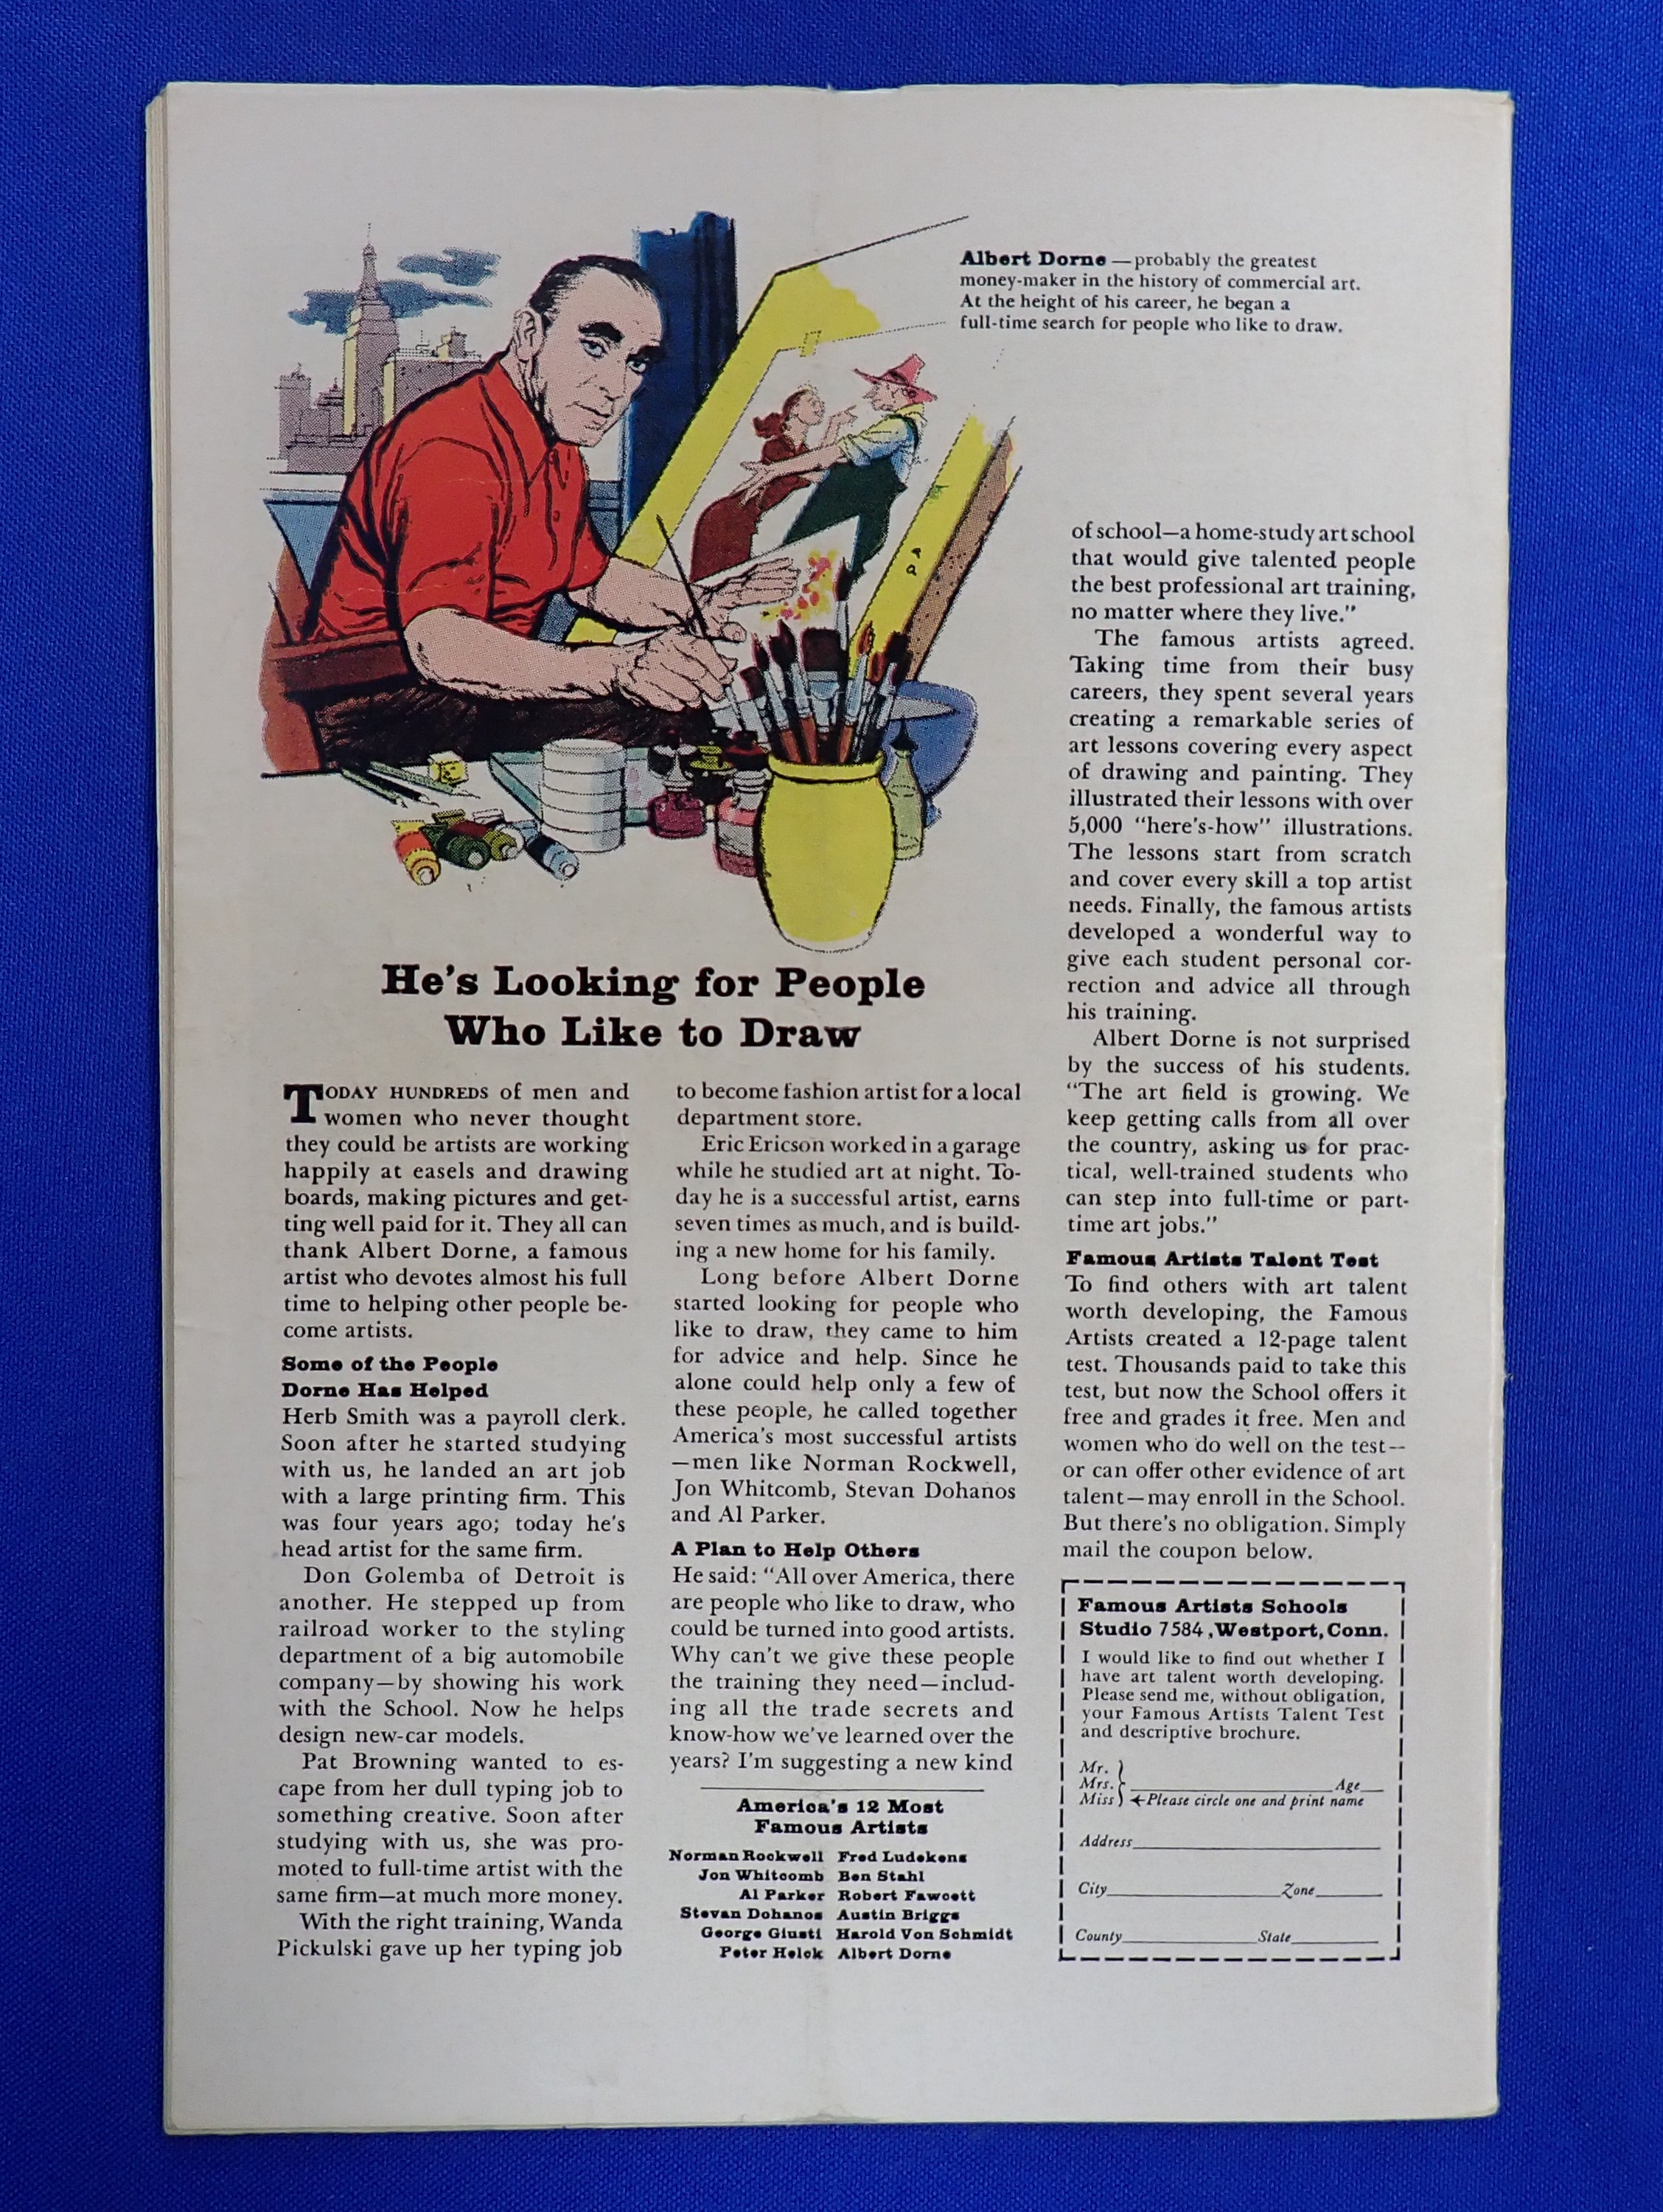 Albert Dorne — probably the greatest
money-maker in the history of commercial art.
At the height of his career, he began a
full-time search for people who like to draw.
He's Looking for People
Who Like to Draw
TODAY HUNDREDS of men and
women who never thought
they could be artists are working
happily at easels and drawing
boards, making pictures and get-
ting well paid for it. They all can
thank Albert Dorne, a famous
artist who devotes almost his full
time to helping other people be-
come artists.
Some of the People
Dorne Has Helped
Herb Smith was a payroll clerk.
Soon after he started studying
with us, he landed an art job
with a large printing firm. This
was four years ago; today he's
head artist for the same firm.
Don Golemba of Detroit is
another. He stepped up from
railroad worker to the styling
department of a big automobile
company—by showing his work
with the School. Now he helps
design new-car models.
Pat Browning wanted to es-
cape from her dull typing job to
something creative. Soon after
studying with us, she was pro-
moted to full-time artist with the
same firm—at much more money.
With the right training, Wanda
Pickulski gave up her typing job
to become fashion artist for a local
department store.
Eric Ericson worked in a garage
while he studied art at night. To-
day he is a successful artist, earns
seven times as much, and is build-
ing a new home for his family.
Long before Albert Dorne
started looking for people who
like to draw, they came to him
for advice and help. Since he
alone could help only a few of
these people, he called together
America's most successful artists
—men like Norman Rockwell,
Jon Whitcomb, Stevan Dohanos
and Al Parker.
A Plan to Help Others
He said: "All over America, there
are people who like to draw, who
could be turned into good artists.
Why can't we give these people
the training they need—includ-
ing all the trade secrets and
know-how we've learned over the
years? I'm suggesting a new kind
America's 12 Most
Famous Artists
Norman Rockwell Fred Ludekens
Jon Whitcomb Ben Stahl
Al Parker Robert Fawcett
Stevan Dohanos Austin Briggs
George Giusti Harold Von Schmidt
Peter Helck Albert Dorne
of school—a home-study art school
that would give talented people
the best professional art training,
no matter where they live."
The famous artists agreed.
Taking time from their busy
careers, they spent several years
creating a remarkable series of
art lessons covering every aspect
of drawing and painting. They
illustrated their lessons with over
5,000 "here's-how" illustrations.
The lessons start from scratch
and cover every skill a top artist
needs. Finally, the famous artists
developed a wonderful way to
give each student personal cor-
rection and advice all through
his training.
Albert Dorne is not surprised
by the success of his students.
"The art field is growing. We
keep getting calls from all over
the country, asking us for prac-
tical, well-trained students who
can step into full-time or part-
time art jobs."
Famous Artists Talent Test
To find others with art talent
worth developing, the Famous
Artists created a 12-page talent
test. Thousands paid to take this
test, but now the School offers it
free and grades it free. Men and
women who do well on the test—
or can offer other evidence of art
talent—may enroll in the School.
But there's no obligation. Simply
mail the coupon below.
Famous Artists Schools
Studio 7584, Westport, Conn.
I would like to find out whether I
have art talent worth developing.
Please send me, without obligation,
your Famous Artists Talent Test
and descriptive brochure.
Mr.
Mrs. Age
Miss ←Please circle one and print name
Address
City Zone
County State